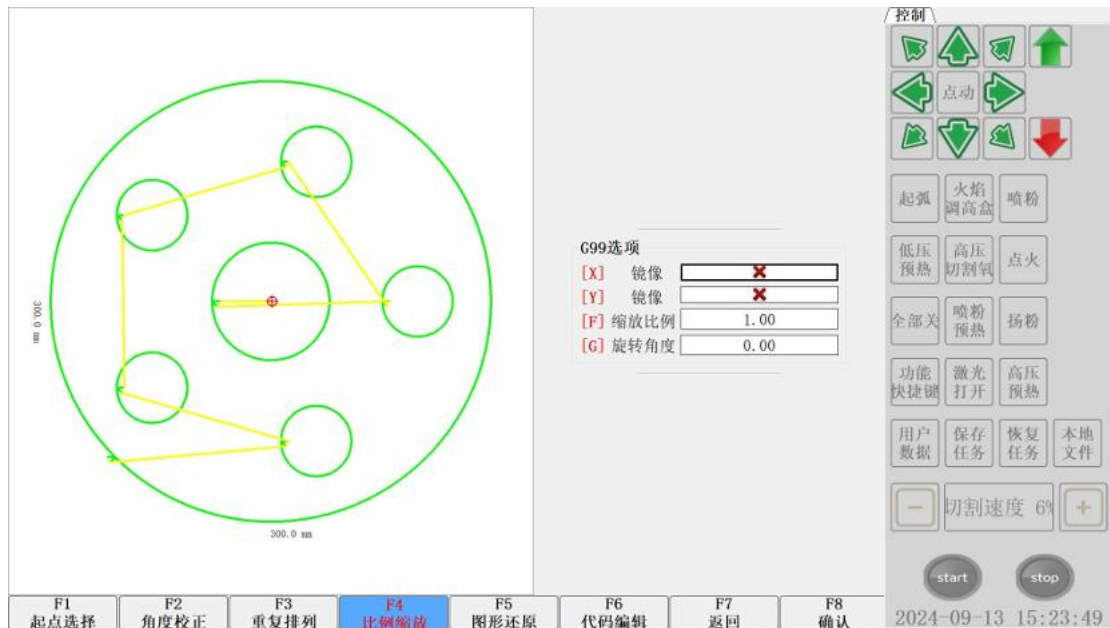 控制
点动
起弧
火焰
调高盒
喷粉
低压
预热
高压
切割氧
点火
全部关
喷粉
预热
扬粉
功能
快捷键
激光
打开
高压
预热
用户
数据
保存
任务
恢复
任务
本地
文件
切割速度 6%
start
stop
2024-09-13 15:23:49
300.0 mm
300.0 mm
G99选项
[X] 镜像
[Y] 镜像
[F] 缩放比例 1.00
[G] 旋转角度 0.00
F1
起点选择
F2
角度校正
F3
重复排列
F4
比例缩放
F5
图形还原
F6
代码编辑
F7
返回
F8
确认